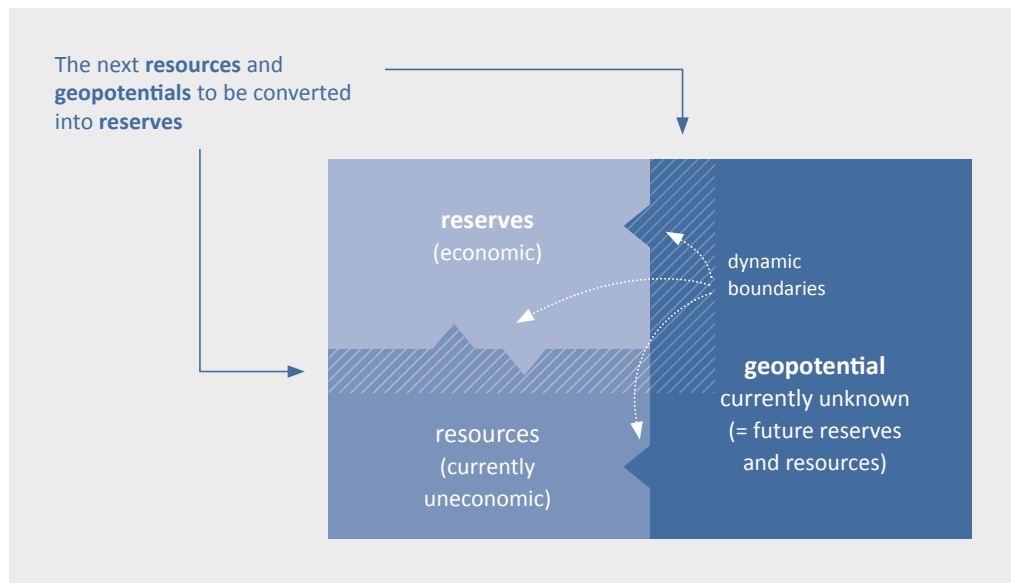 The next resources and
geopotentials to be converted
into reserves
reserves
(economic)
dynamic
boundaries
geopotential
currently unknown
(= future reserves
and resources)
resources
(currently
uneconomic)